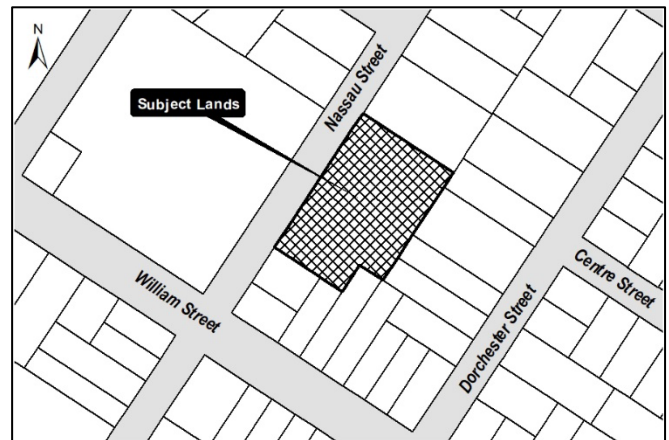 N
Nassau Street
Subject Lands
Centre Street
William Street
Dorchester Street